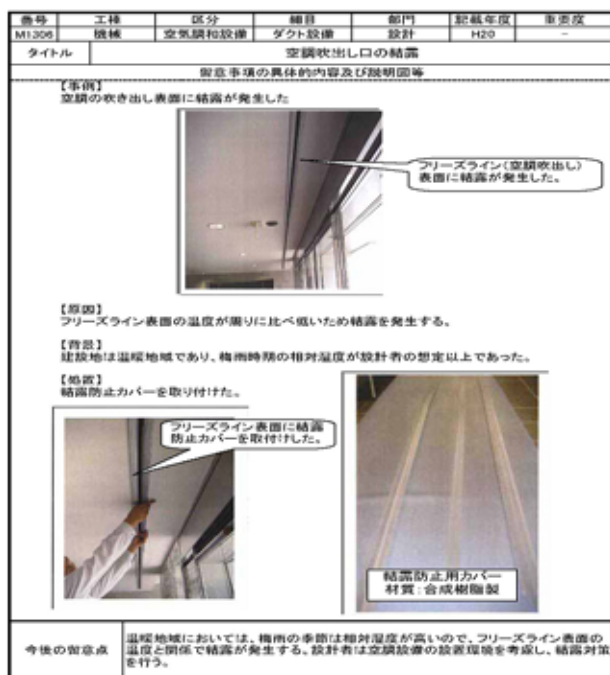 番号 工種 区分 細目 部門 記載年度 重要度
M1306 機械 空気調和設備 ダクト設備 設計 H20 -
タイトル 空調吹出し口の結露
留意事項の具体的内容及び説明図等
【事例】
空調の吹き出し表面に結露が発生した
フリーズライン(空調吹出し)
表面に結露が発生した。
【原因】
フリーズライン表面の温度が周りに比べ低いため結露を発生する。
【背景】
建設地は温暖地域であり、梅雨時期の相対湿度が設計者の想定以上であった。
【処置】
結露防止カバーを取り付けた。
フリーズライン表面に結露
防止カバーを取付けした。
結露防止用カバー
材質:合成樹脂製
今後の留意点
温暖地域においては、梅雨の季節は相対湿度が高いので、フリーズライン表面の
温度と関係で結露が発生する。設計者は空調設備の設置環境を考慮し、結露対策
を行う。